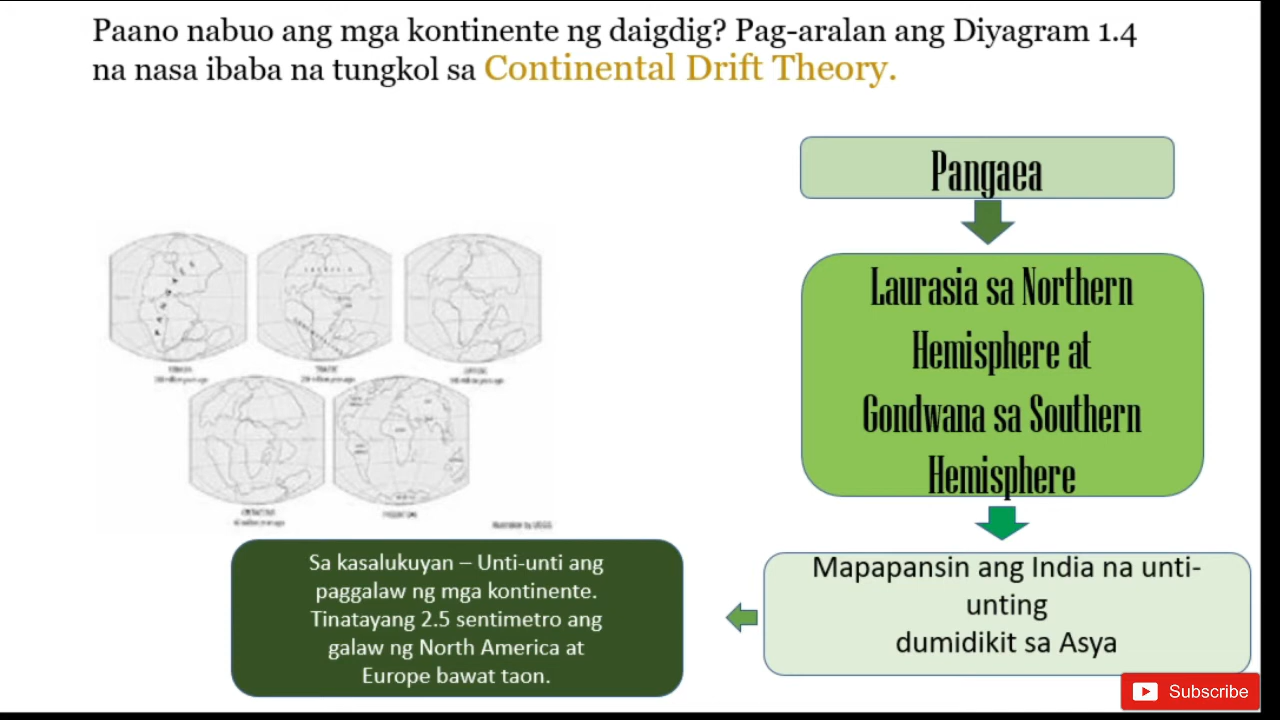 Paano nabuo ang mga kontinente ng daigdig? Pag-aralan ang Diyagram 1.4
na nasa ibaba na tungkol sa Continental Drift Theory.
Pangaea
Laurasia sa Northern
Hemisphere at
Gondwana sa Southern
Hemisphere
Mapapansin ang India na unti-
unting
dumidikit sa Asya
Sa kasalukuyan – Unti-unti ang
paggalaw ng mga kontinente.
Tinatayang 2.5 sentimetro ang
galaw ng North America at
Europe bawat taon.
Subscribe